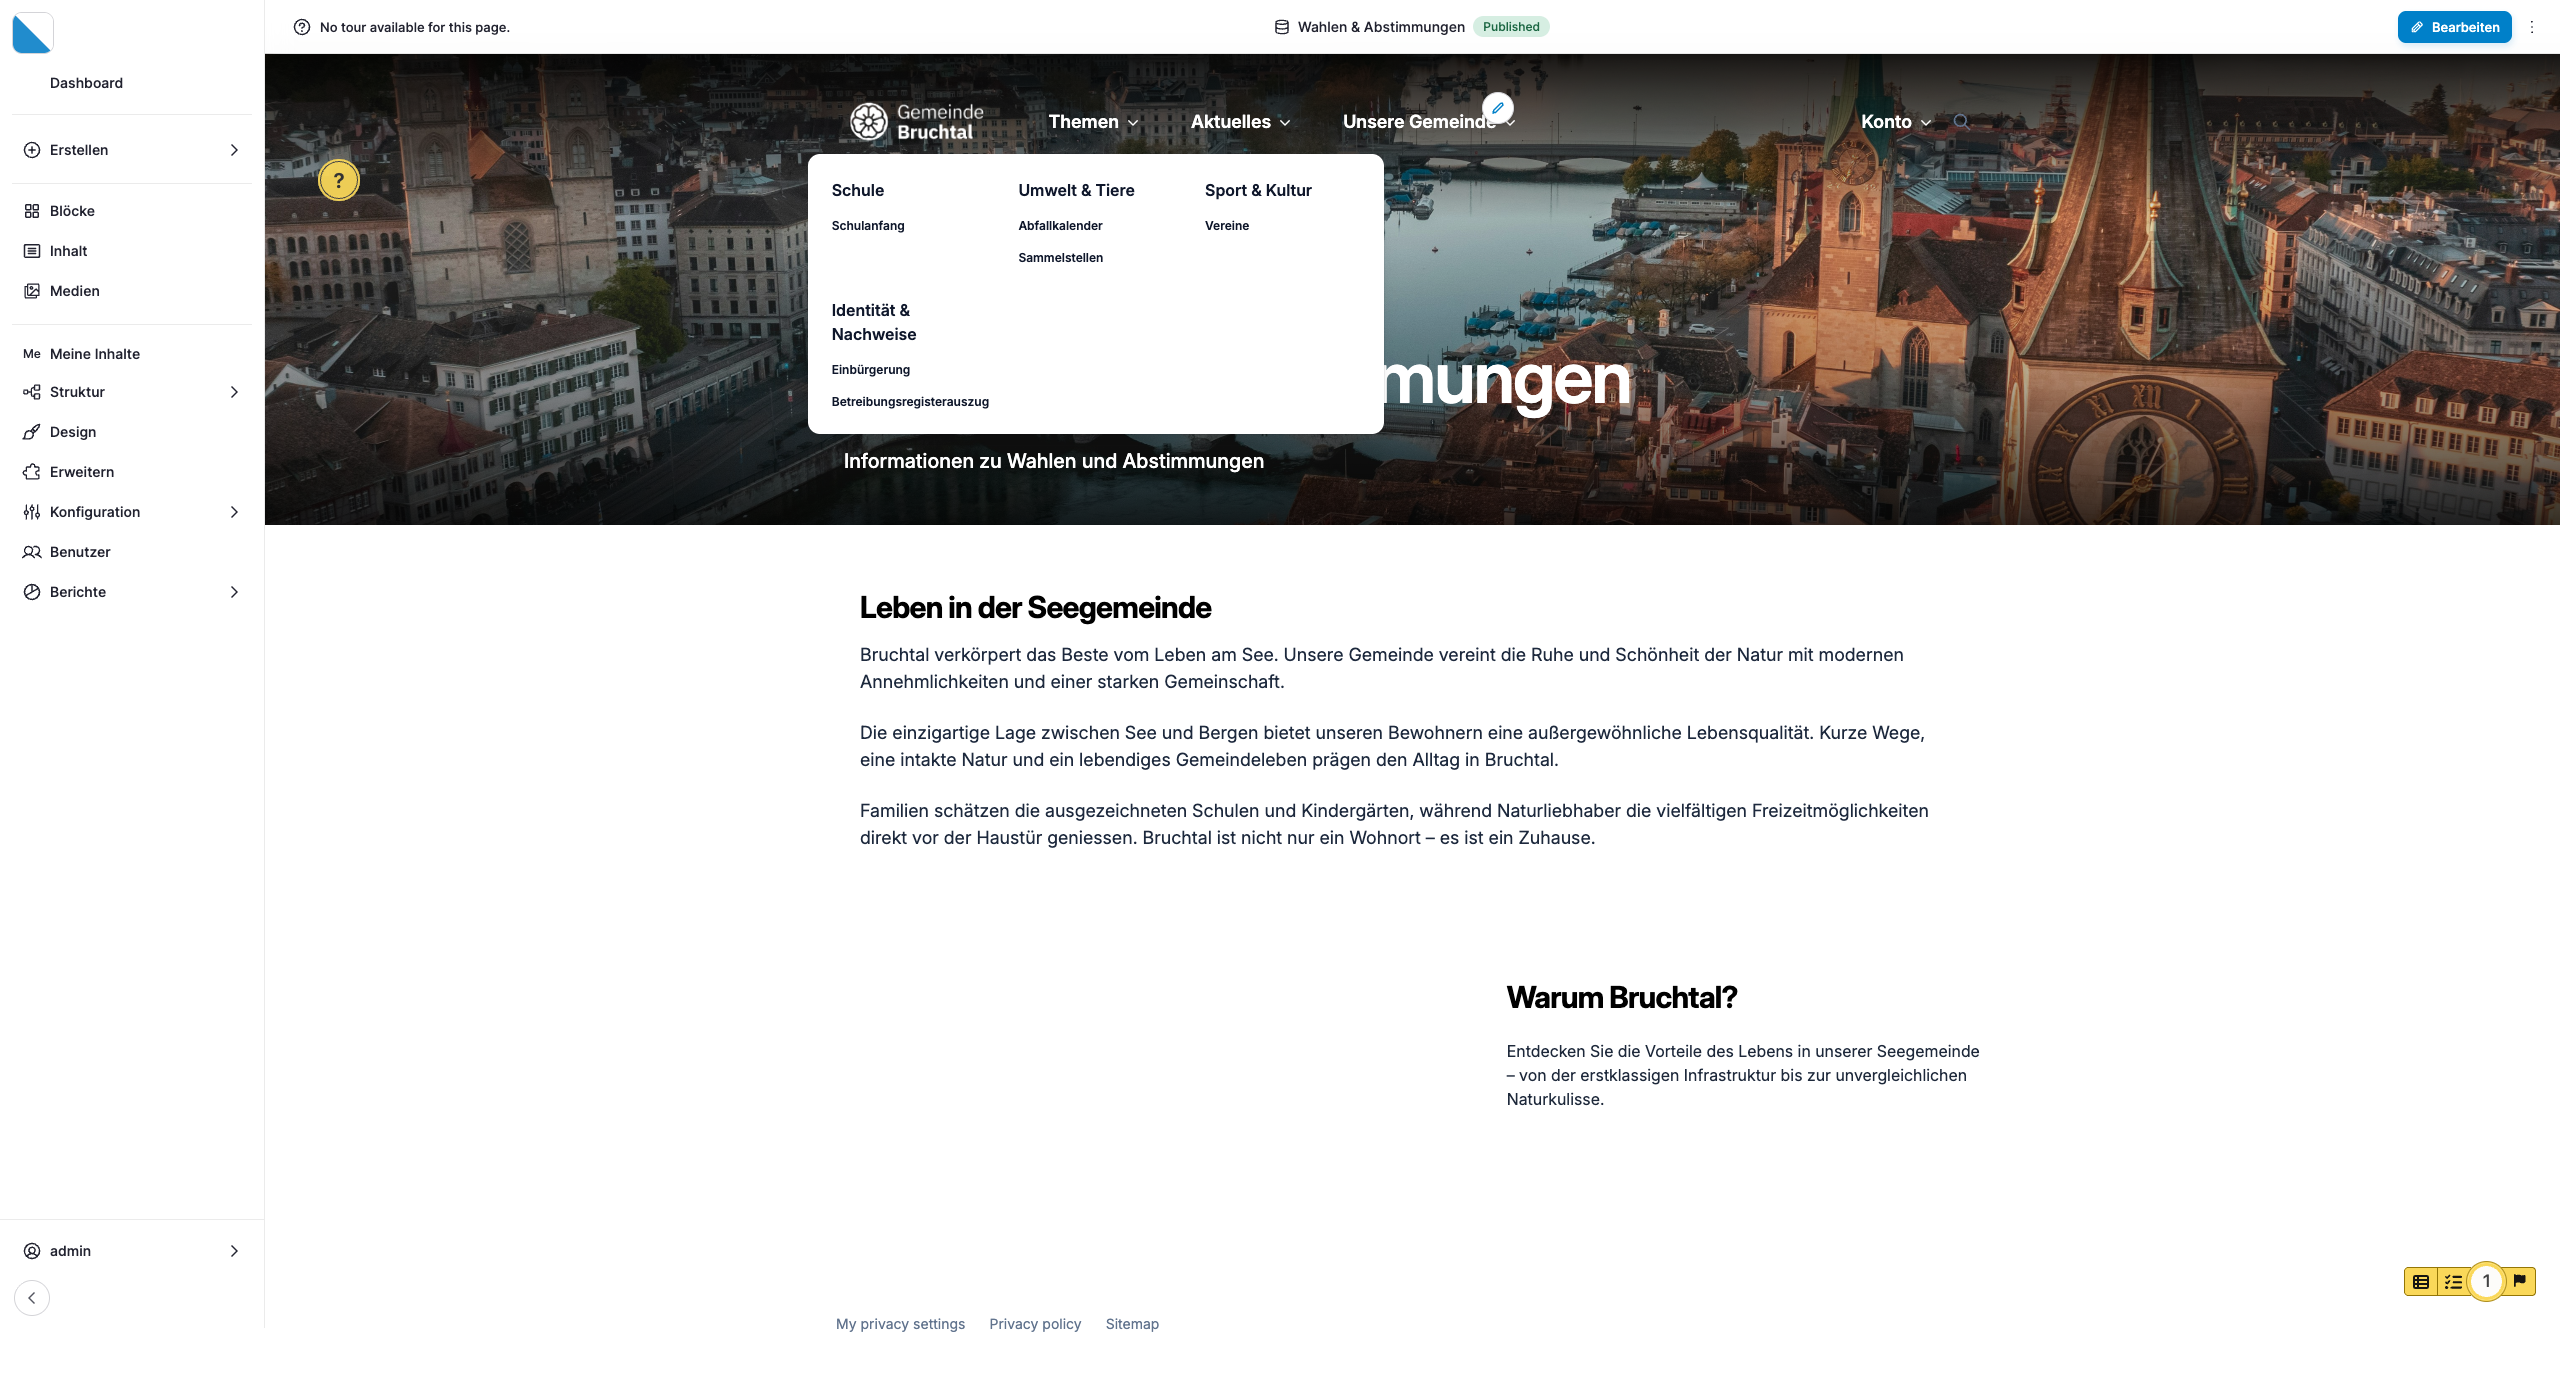 No tour available for this page.
Wahlen & Abstimmungen
Published
Bearbeiten
Dashboard
Erstellen
Blöcke
Inhalt
Medien
Me Meine Inhalte
Struktur
Design
Erweitern
Konfiguration
Benutzer
Berichte
admin
Gemeinde
Bruchtal
Themen
Aktuelles
Unsere Gemeinde
Konto
?
Schule
Schulanfang
Umwelt & Tiere
Abfallkalender
Sammelstellen
Sport & Kultur
Vereine
Identität &
Nachweise
Einbürgerung
Betreibungsregisterauszug
mungen
Informationen zu Wahlen und Abstimmungen
Leben in der Seegemeinde
Bruchtal verkörpert das Beste vom Leben am See. Unsere Gemeinde vereint die Ruhe und Schönheit der Natur mit modernen
Annehmlichkeiten und einer starken Gemeinschaft.
Die einzigartige Lage zwischen See und Bergen bietet unseren Bewohnern eine außergewöhnliche Lebensqualität. Kurze Wege,
eine intakte Natur und ein lebendiges Gemeindeleben prägen den Alltag in Bruchtal.
Familien schätzen die ausgezeichneten Schulen und Kindergärten, während Naturliebhaber die vielfältigen Freizeitmöglichkeiten
direkt vor der Haustür geniessen. Bruchtal ist nicht nur ein Wohnort – es ist ein Zuhause.
Warum Bruchtal?
Entdecken Sie die Vorteile des Lebens in unserer Seegemeinde
– von der erstklassigen Infrastruktur bis zur unvergleichlichen
Naturkulisse.
1
My privacy settings
Privacy policy
Sitemap